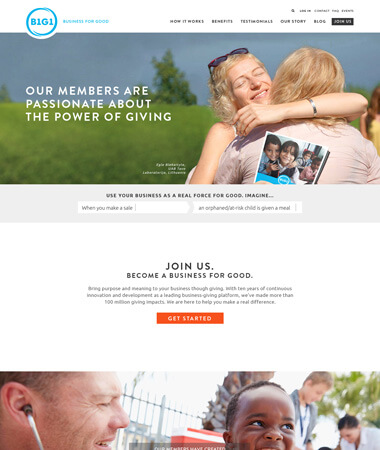 LOG IN CONTACT FAQ EVENTS
B1G1
BUSINESS FOR GOOD
HOW IT WORKS BENEFITS TESTIMONIALS OUR STORY BLOG JOIN US
OUR MEMBERS ARE
PASSIONATE ABOUT
THE POWER OF GIVING
USE YOUR BUSINESS AS A REAL FORCE FOR GOOD. IMAGINE...
When you make a sale
an orphaned/at-risk child is given a meal
JOIN US.
BECOME A BUSINESS FOR GOOD.
Bring purpose and meaning to your business though giving. With ten years of continuous
innovation and development as a leading business-giving platform, we've made more than
100 million giving impacts. We are here to help you make a real difference.
GET STARTED
OUR MEMBERS HAVE CREATED